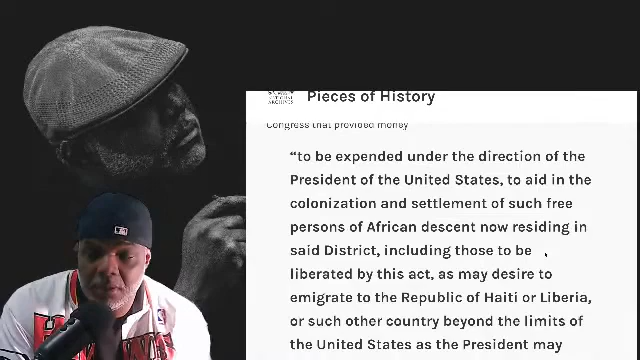 NATIONAL
ARCHIVES
Pieces of History
Congress that provided money
“to be expended under the direction of the
President of the United States, to aid in the
colonization and settlement of such free
persons of African descent now residing in
said District, including those to be
liberated by this act, as may desire to
emigrate to the Republic of Haiti or Liberia,
or such other country beyond the limits of
the United States as the President may